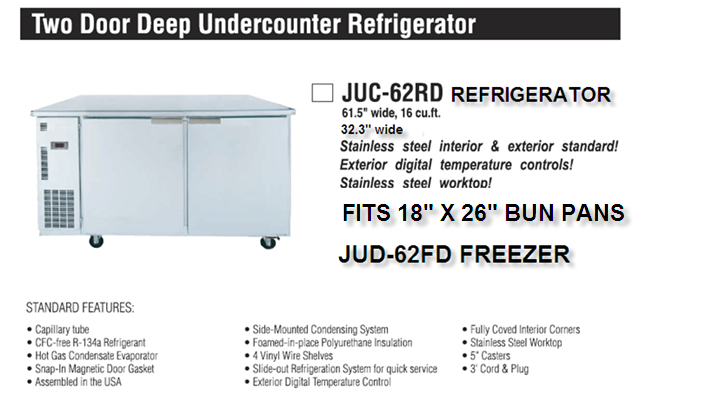 Two Door Deep Undercounter Refrigerator
JUC-62RD REFRIGERATOR
61.5" wide, 16 cu.ft.
32.3" wide
Stainless steel interior & exterior standard!
Exterior digital temperature controls!
Stainless steel worktop!
FITS 18" X 26" BUN PANS
JUD-62FD FREEZER
STANDARD FEATURES:
• Capillary tube
• CFC-free R-134a Refrigerant
• Hot Gas Condensate Evaporator
• Snap-In Magnetic Door Gasket
• Assembled in the USA
• Side-Mounted Condensing System
• Foamed-in-place Polyurethane Insulation
• 4 Vinyl Wire Shelves
• Slide-out Refrigeration System for quick service
• Exterior Digital Temperature Control
• Fully Coved Interior Corners
• Stainless Steel Worktop
• 5" Casters
• 3' Cord & Plug